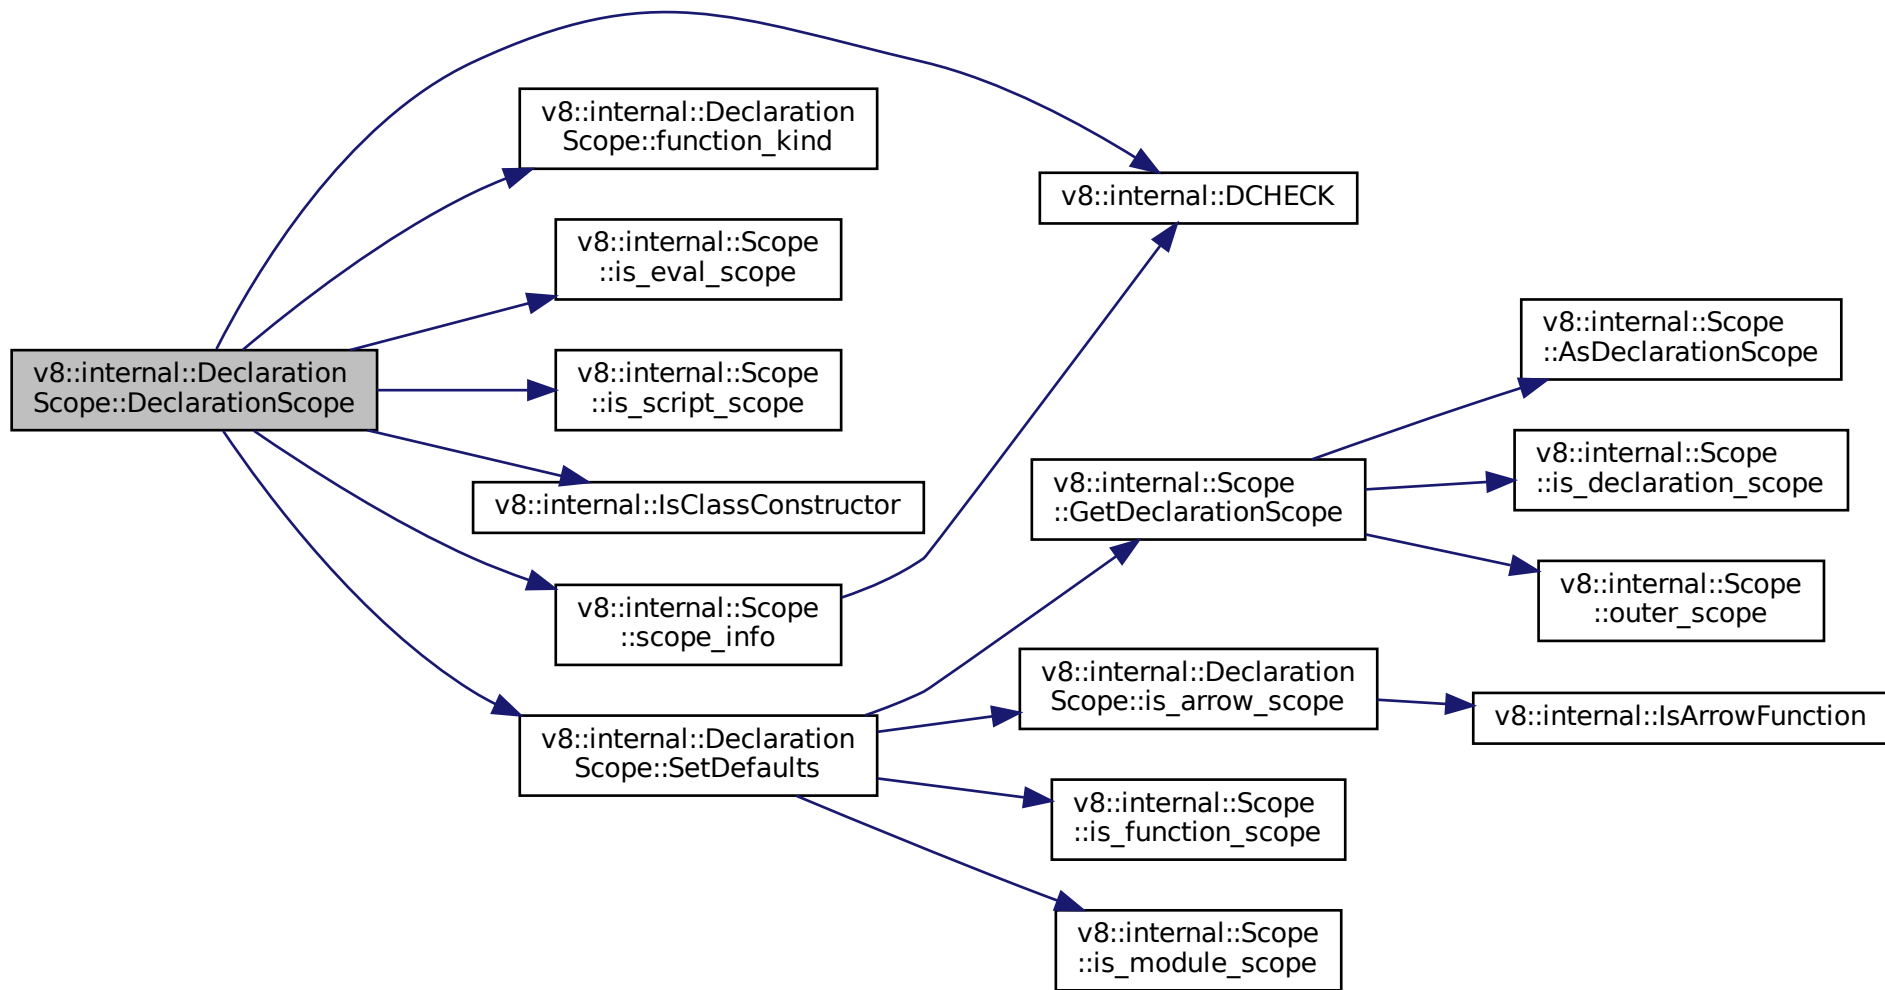 v8::internal::Declaration
Scope::DeclarationScope
v8::internal::Declaration
Scope::function_kind
v8::internal::Scope
::is_eval_scope
v8::internal::Scope
::is_script_scope
v8::internal::IsClassConstructor
v8::internal::Scope
::scope_info
v8::internal::Declaration
Scope::SetDefaults
v8::internal::DCHECK
v8::internal::Scope
::GetDeclarationScope
v8::internal::Declaration
Scope::is_arrow_scope
v8::internal::Scope
::is_function_scope
v8::internal::Scope
::is_module_scope
v8::internal::Scope
::AsDeclarationScope
v8::internal::Scope
::is_declaration_scope
v8::internal::Scope
::outer_scope
v8::internal::IsArrowFunction